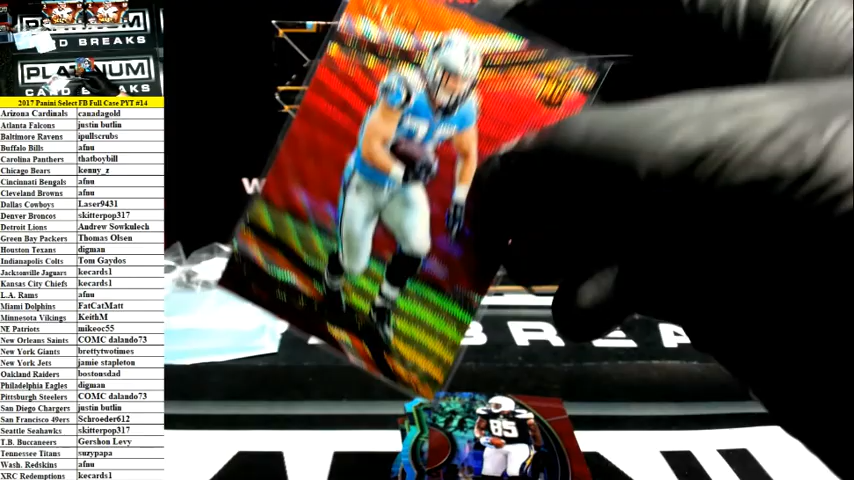 PLATINUM
CARD BREAKS
PLATINUM
CARD BREAKS
2017 Panini Select FB Full Case PYT #14
Arizona Cardinals canadagold
Atlanta Falcons justin butlin
Baltimore Ravens ipullscrubs
Buffalo Bills afnu
Carolina Panthers thatboybill
Chicago Bears kenny_z
Cincinnati Bengals afnu
Cleveland Browns afnu
Dallas Cowboys Laser9431
Denver Broncos skitterpop317
Detroit Lions Andrew Sowkulech
Green Bay Packers Thomas Olsen
Houston Texans digman
Indianapolis Colts Tom Gaydos
Jacksonville Jaguars kecards1
Kansas City Chiefs kecards1
L.A. Rams afnu
Miami Dolphins FatCatMatt
Minnesota Vikings KeithM
NE Patriots mikeoc55
New Orleans Saints COMC dalando73
New York Giants brettytwotimes
New York Jets jamie stapleton
Oakland Raiders bostonsdad
Philadelphia Eagles digman
Pittsburgh Steelers COMC dalando73
San Diego Chargers justin butlin
San Francisco 49ers Schroeder612
Seattle Seahawks skitterpop317
T.B. Buccaneers Gershon Levy
Tennessee Titans suzypapa
Wash. Redskins afnu
XRC Redemptions kecards1
85